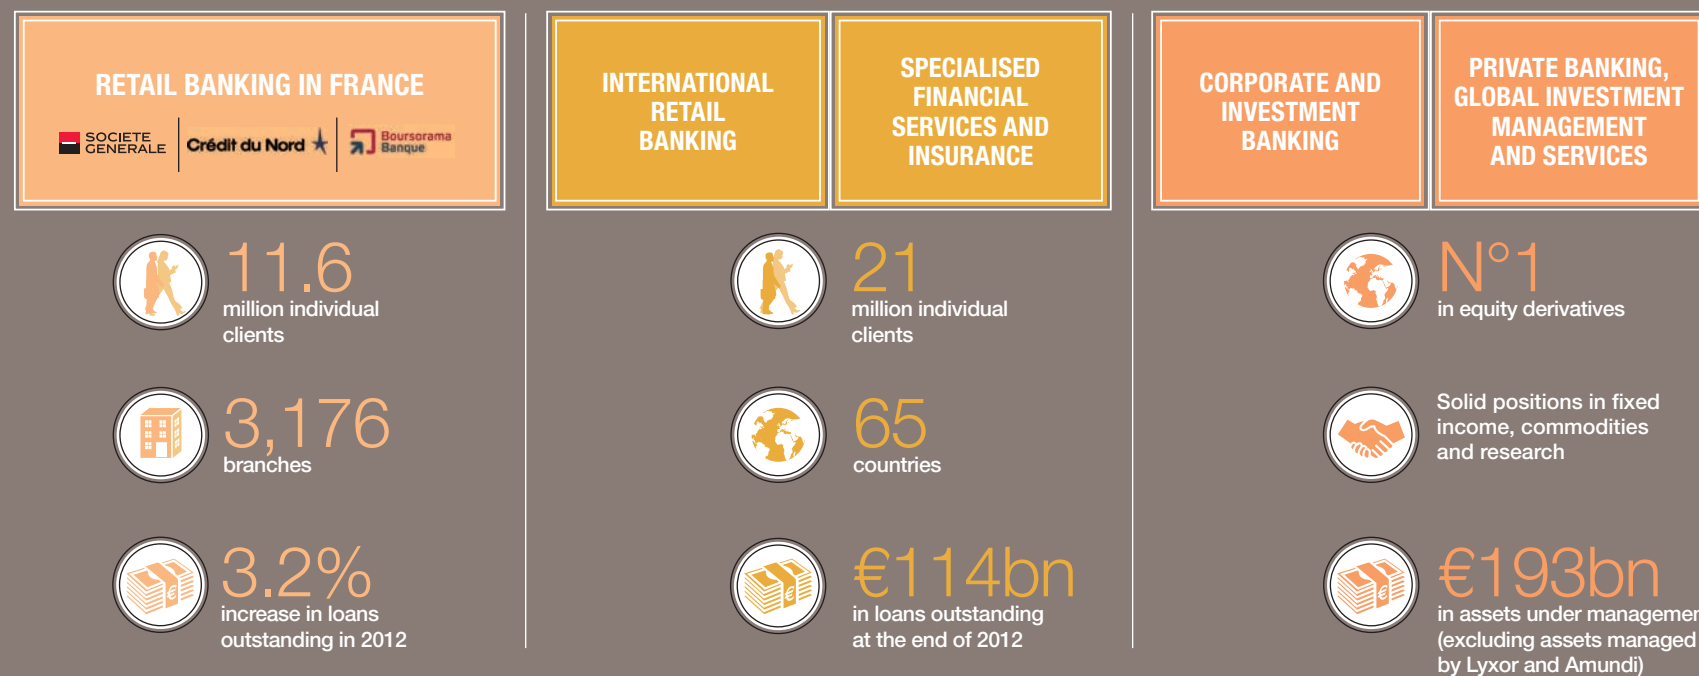 RETAIL BANKING IN FRANCE
SOCIETE
GENERALE
Crédit du Nord
Boursorama
Banque
11.6
million individual
clients
3,176
branches
3.2%
increase in loans
outstanding in 2012
INTERNATIONAL
RETAIL
BANKING
SPECIALISED
FINANCIAL
SERVICES AND
INSURANCE
21
million individual
clients
65
countries
€114bn
in loans outstanding
at the end of 2012
CORPORATE AND
INVESTMENT
BANKING
PRIVATE BANKING,
GLOBAL INVESTMENT
MANAGEMENT
AND SERVICES
N°1
in equity derivatives
Solid positions in fixed
income, commodities
and research
€193bn
in assets under managemen
(excluding assets managed
by Lyxor and Amundi)